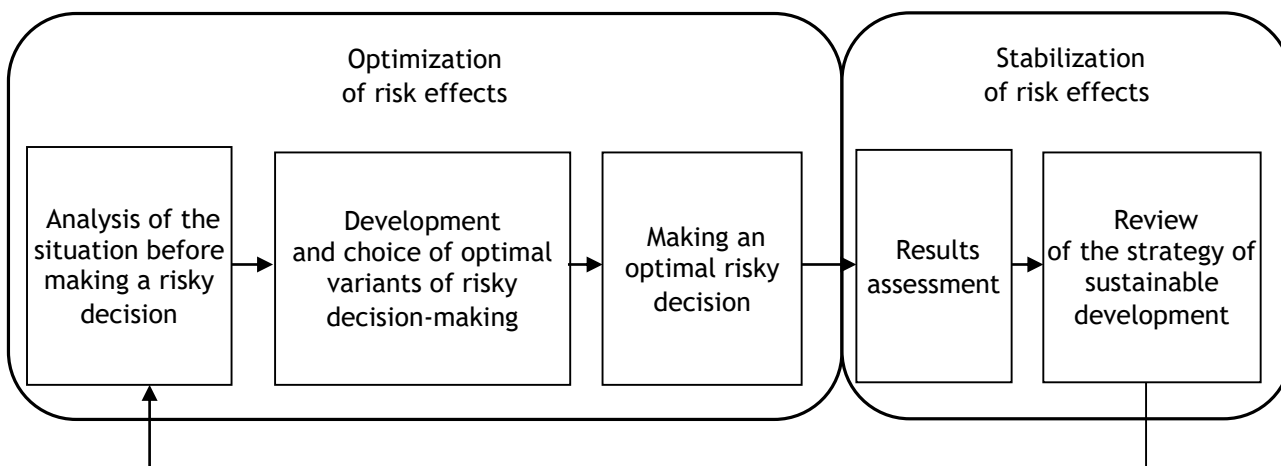 Optimization
of risk effects
Stabilization
of risk effects
Analysis of the
situation before
making a risky
decision
Development
and choice of optimal
variants of risky
decision-making
Making an
optimal risky
decision
Results
assessment
Review
of the strategy of
sustainable
development